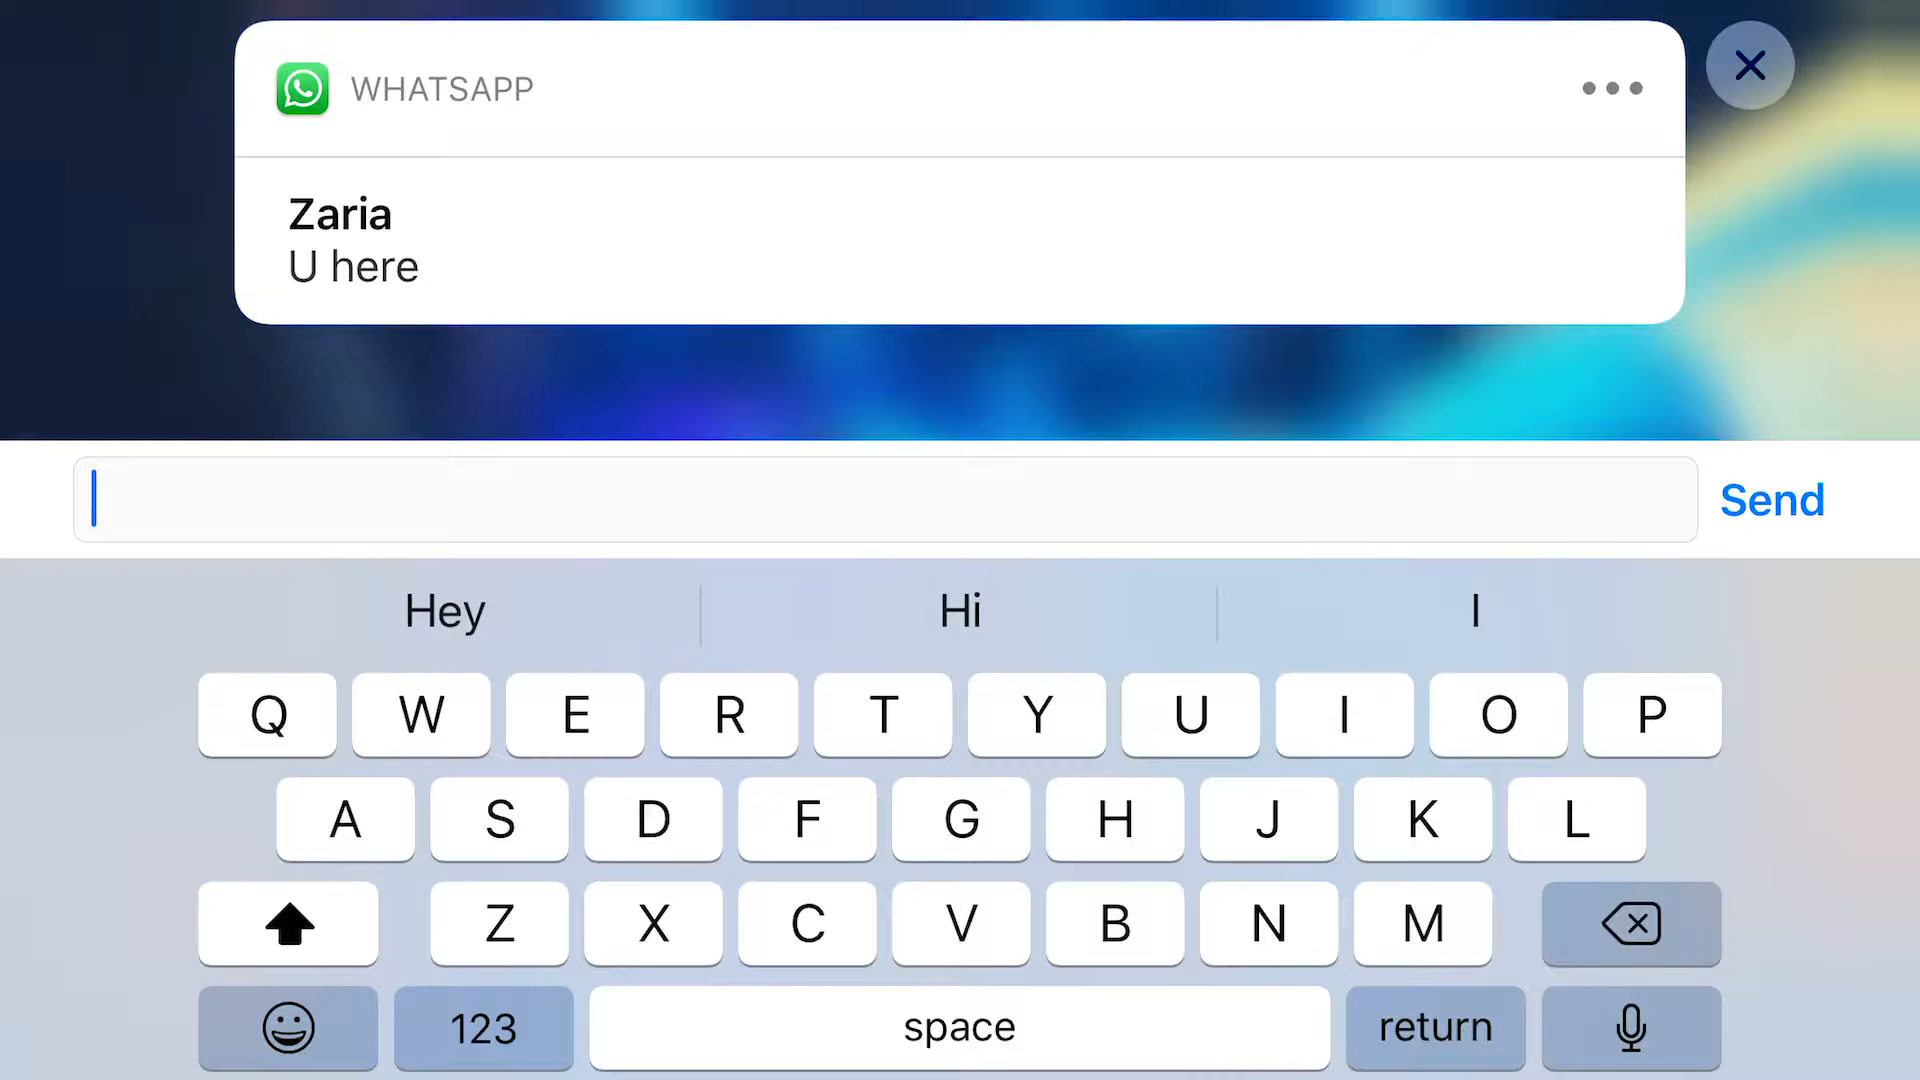 WHATSAPP
Zaria
U here
Send
Hey Hi I
Q W E R T Y U I O P
A S D F G H J K L
Z X C V B N M
123 space return